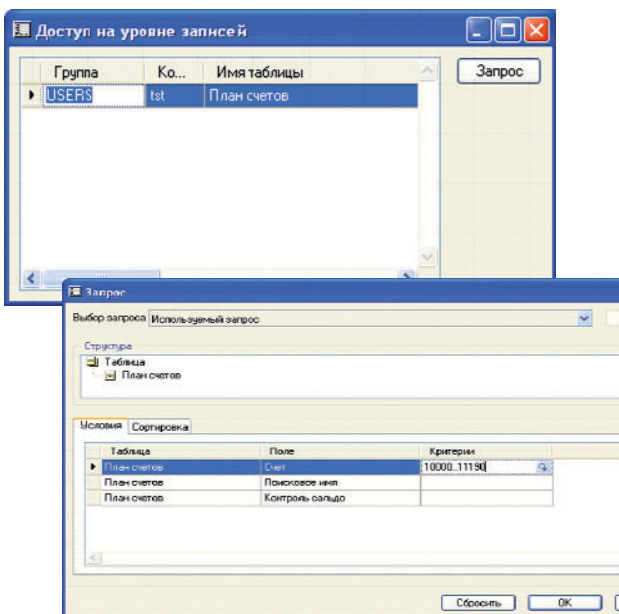 Доступ на уровне записей
Группа Ко... Имя таблицы
Запрос
USERS tst План счетов
Запрос
Выбор запроса Используемый запрос
Структура
Таблица
План счетов
Условия Сортировка
Таблица Поле Критерии
План счетов Счет 10000..11190
План счетов Поисковое имя
План счетов Контроль сальдо
Сбросить OK